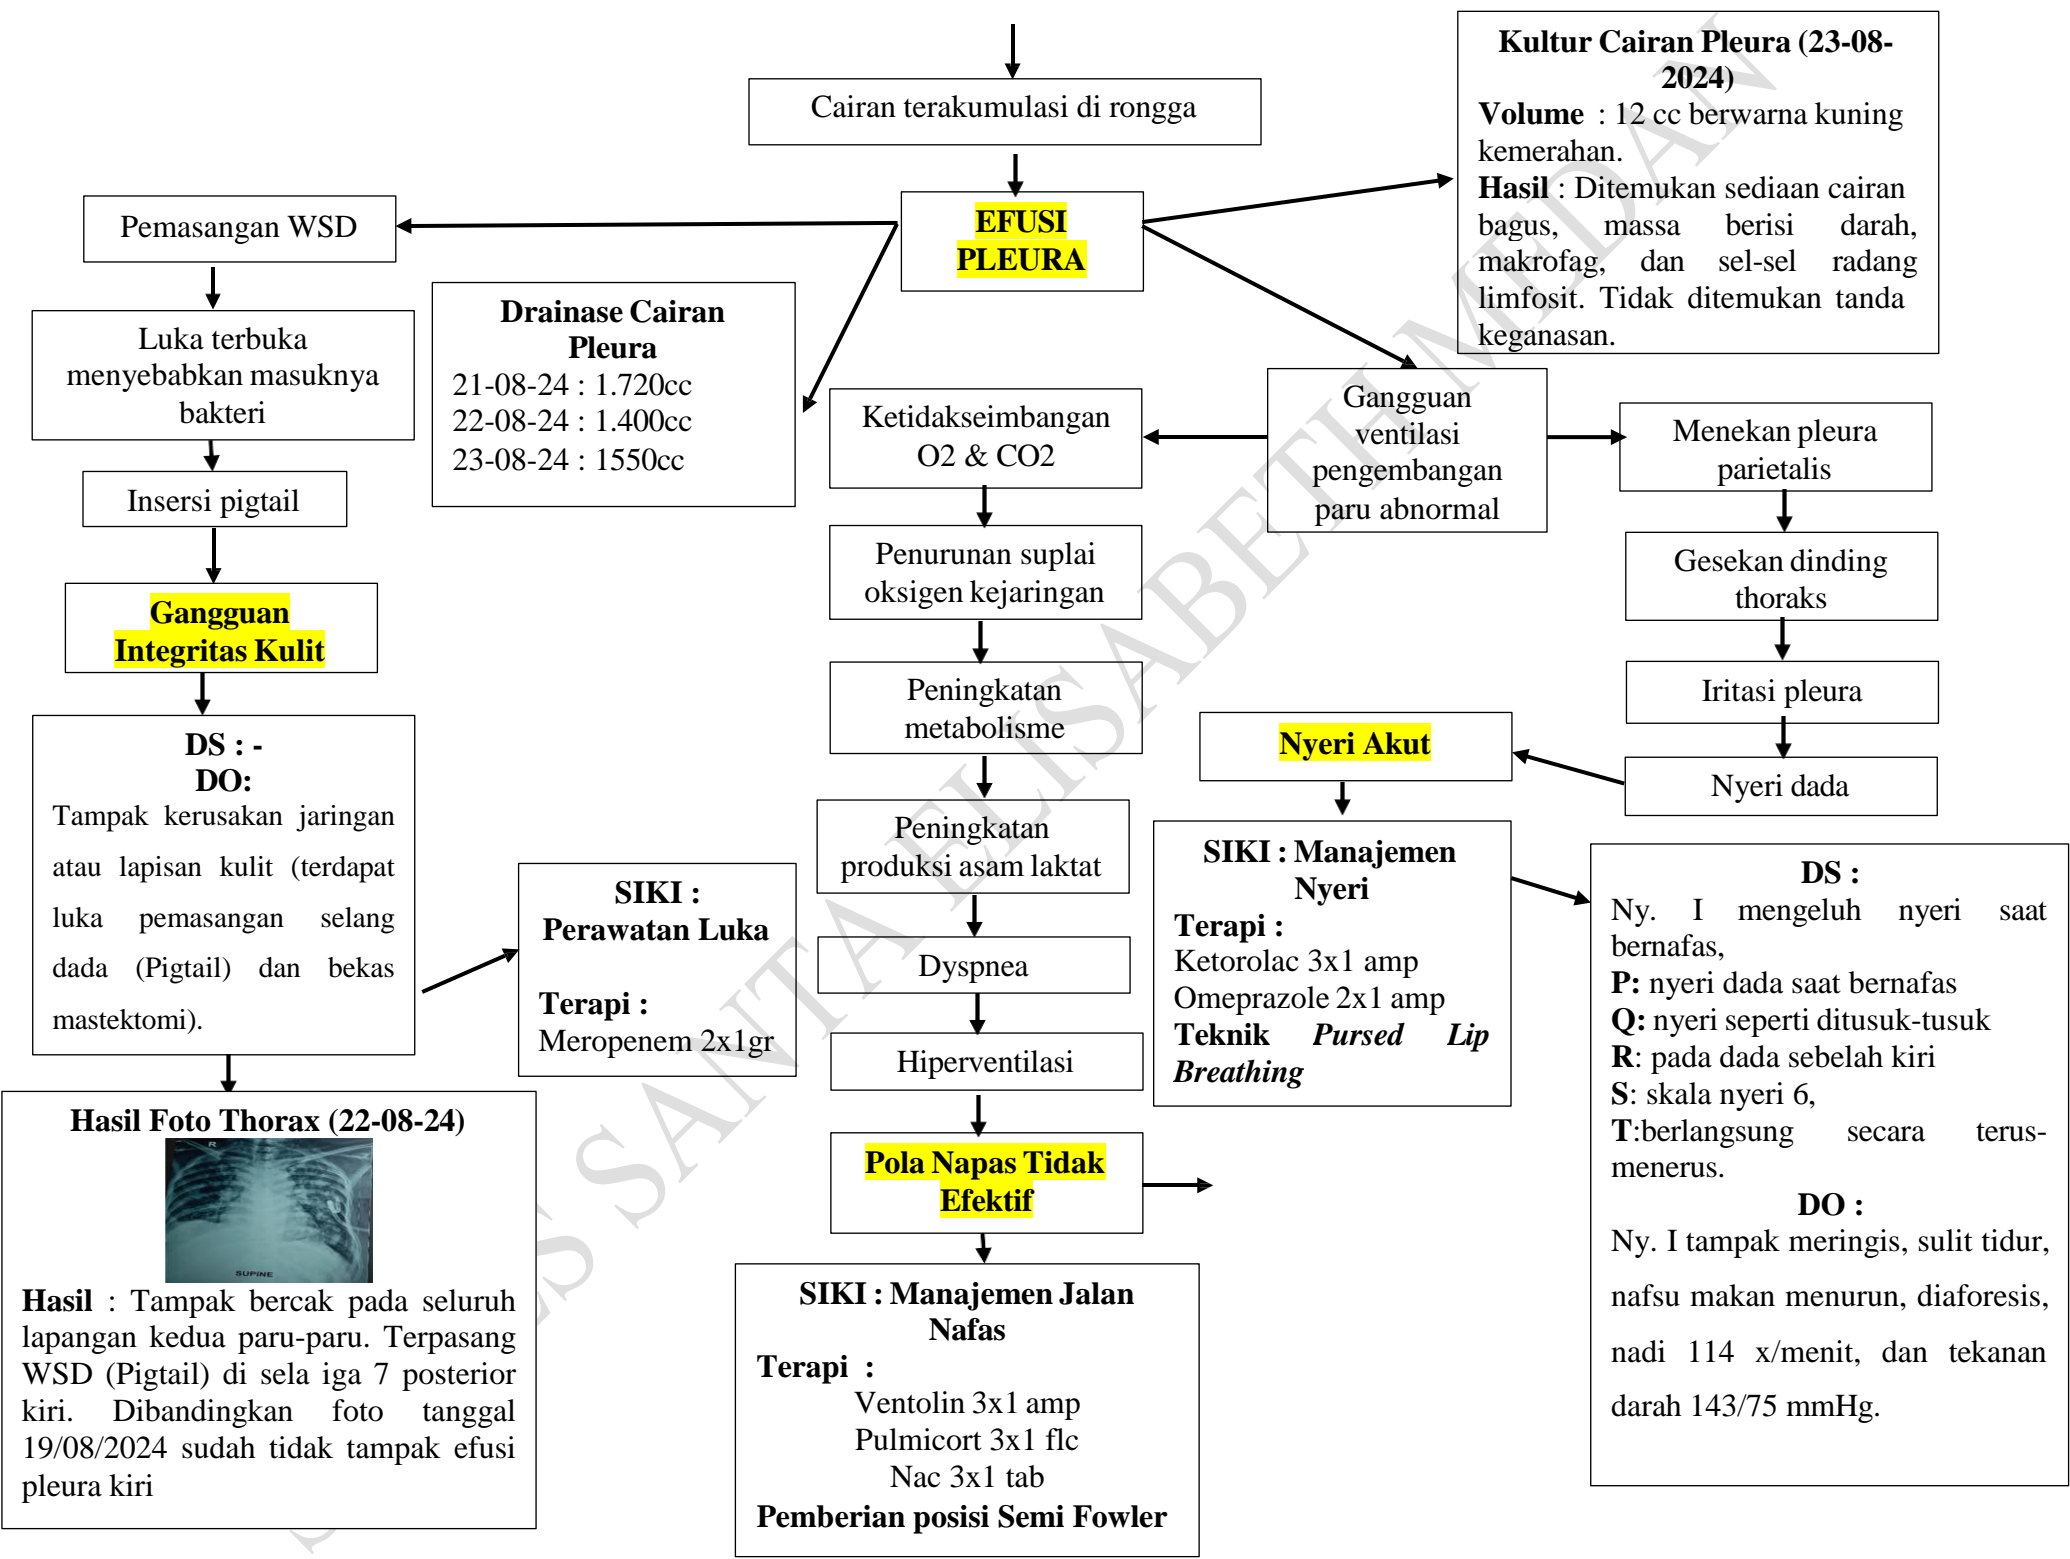 Cairan terakumulasi di rongga
EFUSI
PLEURA
Kultur Cairan Pleura (23-08-
2024)
Volume : 12 cc berwarna kuning
kemerahan.
Hasil : Ditemukan sediaan cairan
bagus, massa berisi darah,
makrofag, dan sel-sel radang
limfosit. Tidak ditemukan tanda
keganasan.
Pemasangan WSD
Luka terbuka
menyebabkan masuknya
bakteri
Insersi pigtail
Gangguan
Integritas Kulit
DS : -
DO:
Tampak kerusakan jaringan
atau lapisan kulit (terdapat
luka pemasangan selang
dada (Pigtail) dan bekas
mastektomi).
SIKI :
Perawatan Luka
Terapi :
Meropenem 2x1gr
Hasil Foto Thorax (22-08-24)
R
SUPINE
Hasil : Tampak bercak pada seluruh
lapangan kedua paru-paru. Terpasang
WSD (Pigtail) di sela iga 7 posterior
kiri. Dibandingkan foto tanggal
19/08/2024 sudah tidak tampak efusi
pleura kiri
Drainase Cairan
Pleura
21-08-24 : 1.720cc
22-08-24 : 1.400cc
23-08-24 : 1550cc
Gangguan
ventilasi
pengembangan
paru abnormal
Ketidakseimbangan
O2 & CO2
Penurunan suplai
oksigen kejaringan
Peningkatan
metabolisme
Peningkatan
produksi asam laktat
Dyspnea
Hiperventilasi
Pola Napas Tidak
Efektif
SIKI : Manajemen Jalan
Nafas
Terapi :
Ventolin 3x1 amp
Pulmicort 3x1 flc
Nac 3x1 tab
Pemberian posisi Semi Fowler
Menekan pleura
parietalis
Gesekan dinding
thoraks
Iritasi pleura
Nyeri dada
Nyeri Akut
SIKI : Manajemen
Nyeri
Terapi :
Ketorolac 3x1 amp
Omeprazole 2x1 amp
Teknik Pursed Lip
Breathing
DS :
Ny. I mengeluh nyeri saat
bernafas,
P: nyeri dada saat bernafas
Q: nyeri seperti ditusuk-tusuk
R: pada dada sebelah kiri
S: skala nyeri 6,
T:berlangsung secara terus-
menerus.
DO :
Ny. I tampak meringis, sulit tidur,
nafsu makan menurun, diaforesis,
nadi 114 x/menit, dan tekanan
darah 143/75 mmHg.
SANTA ELISABETH MEDAN